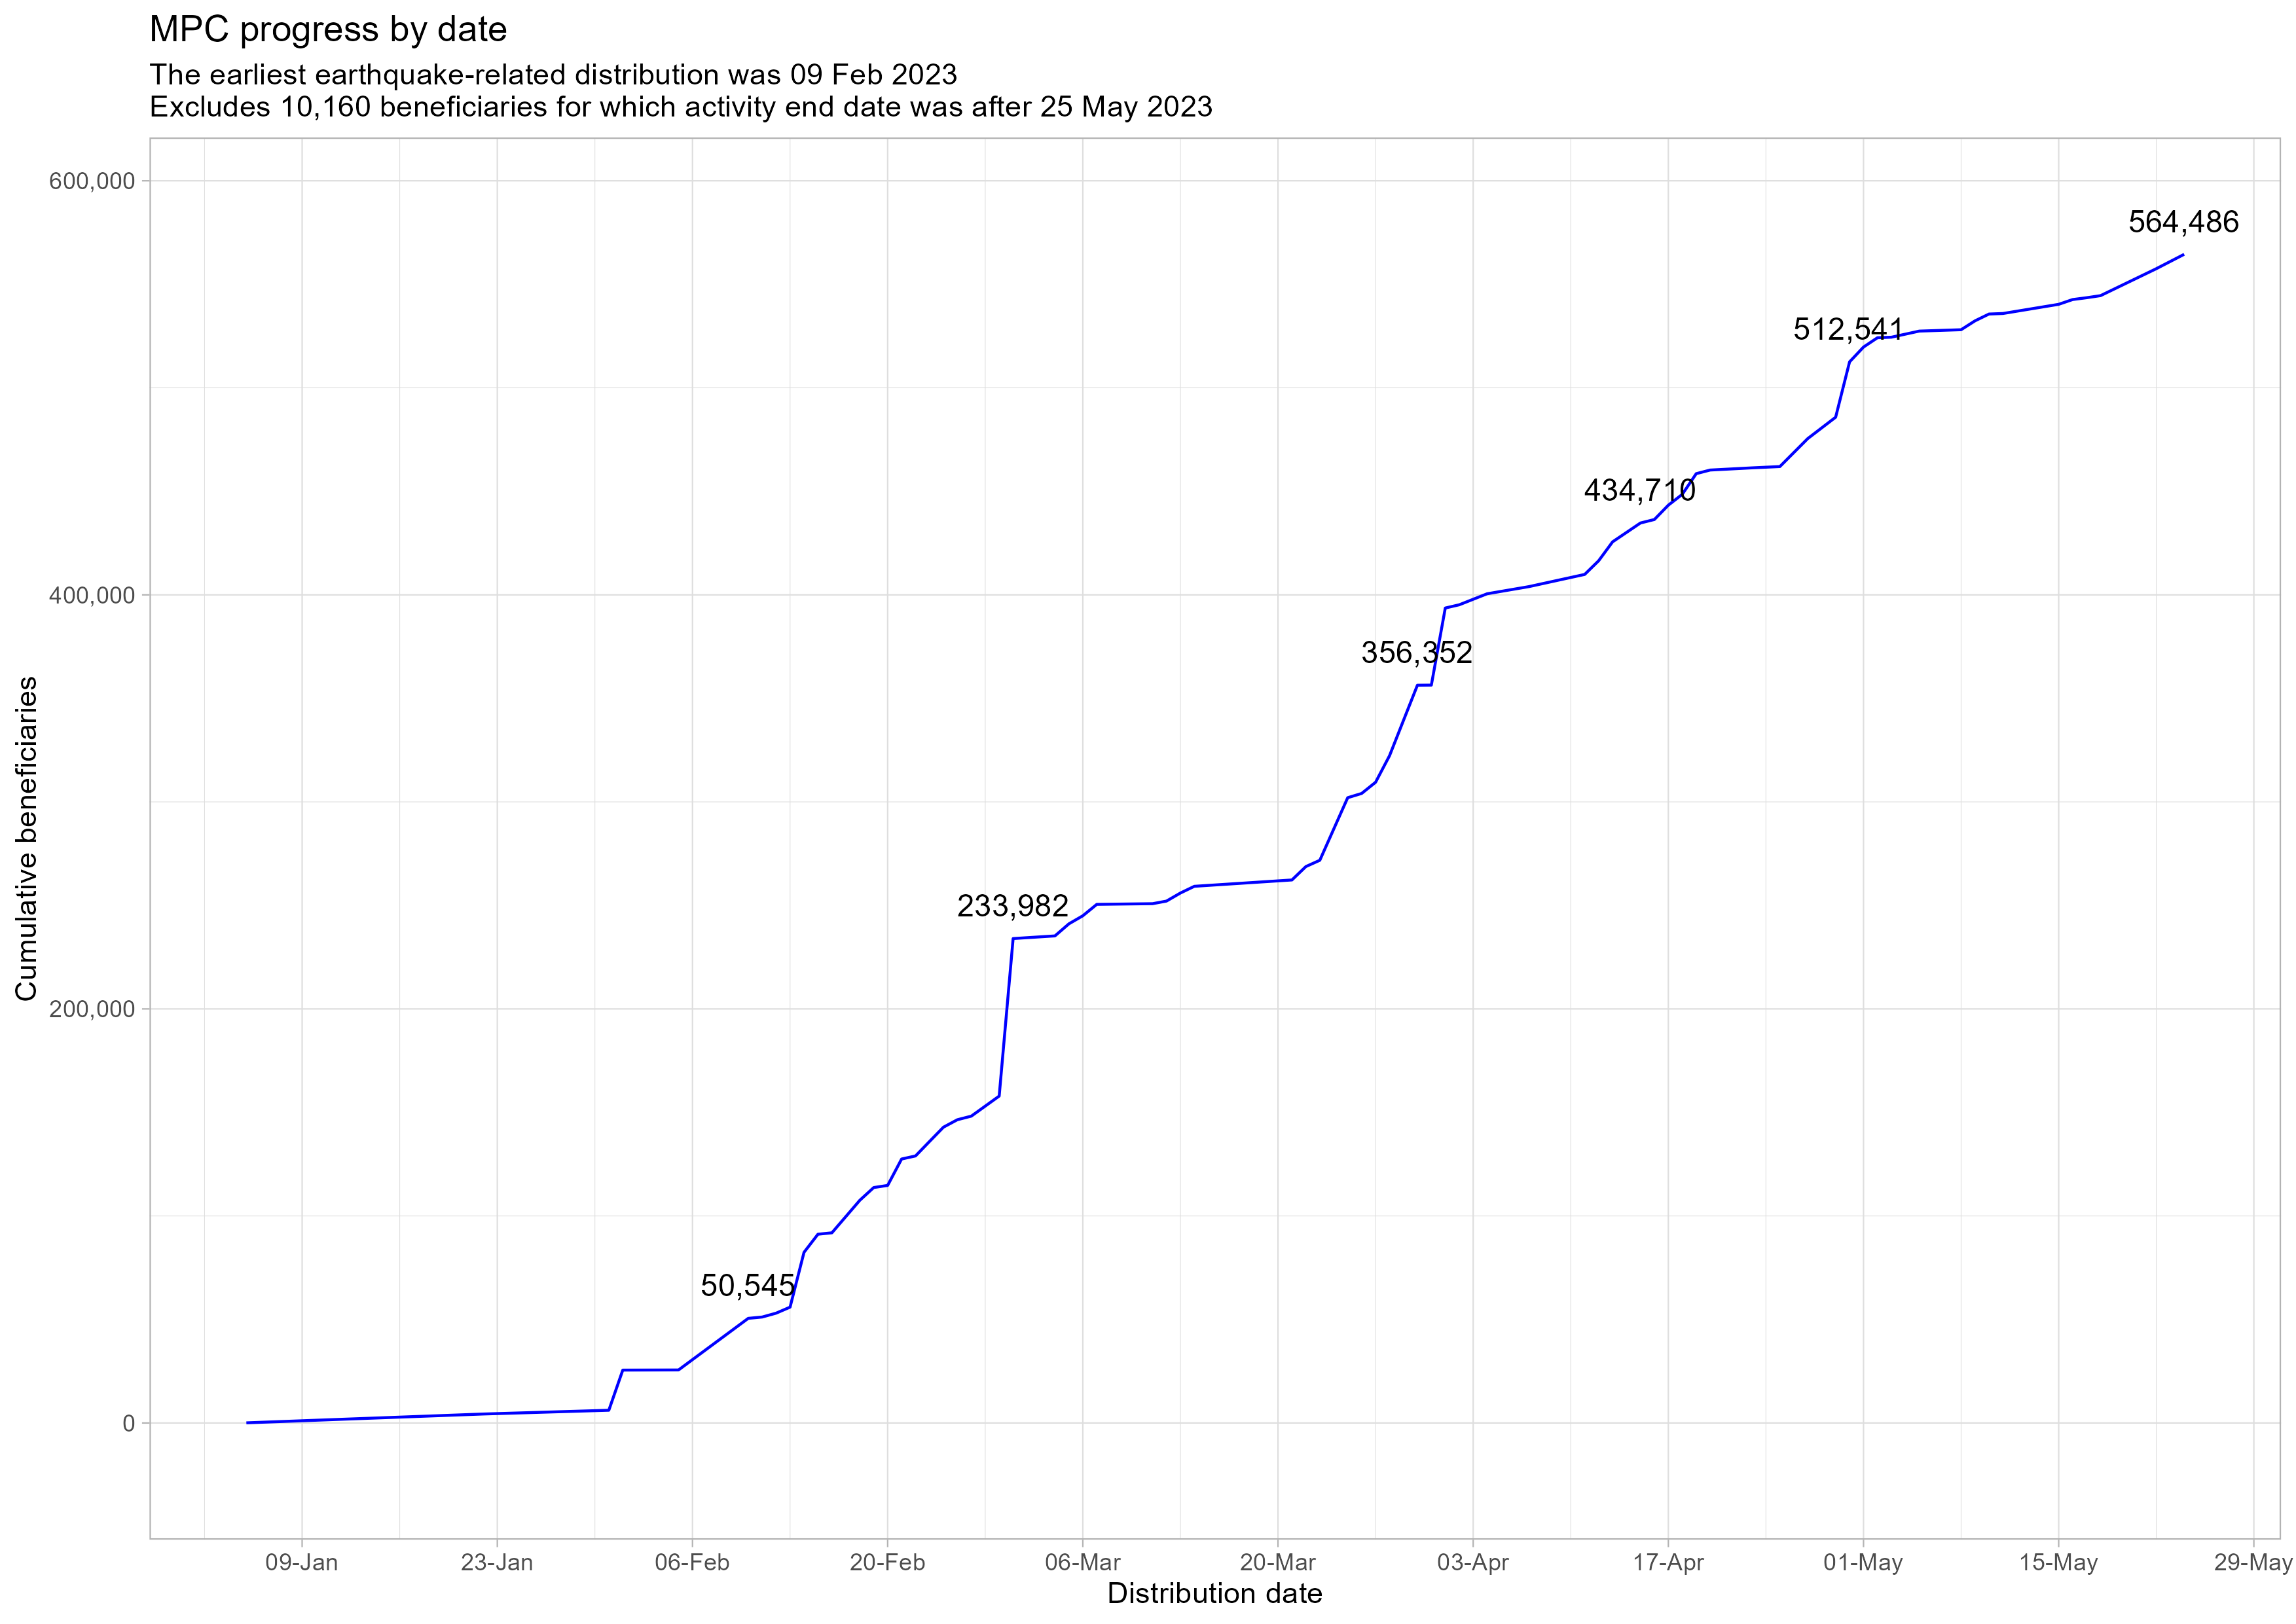 MPC progress by date
The earliest earthquake-related distribution was 09 Feb 2023
Excludes 10,160 beneficiaries for which activity end date was after 25 May 2023
Cumulative beneficiaries
600,000
400,000
200,000
0
564,486
512,541
434,710
356,352
233,982
50,545
09-Jan 23-Jan 06-Feb 20-Feb 06-Mar 20-Mar 03-Apr 17-Apr 01-May 15-May 29-May
Distribution date